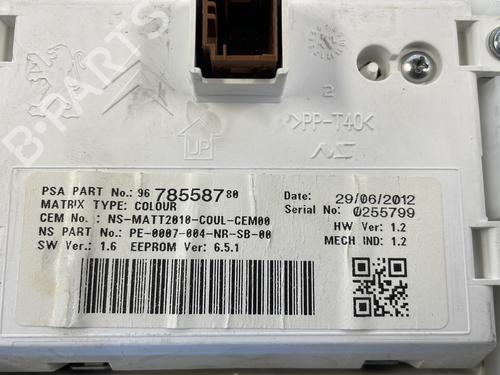 B-PARTS
2
>PP-T40<
UP
PSA PART No.: 96 785587 80
MATRIX TYPE: COLOUR
CEM No.: NS-MATT2010-COUL-CEM00
NS PART No.: PE-0007-004-NR-SB-00
SW Ver.: 1.6 EEPROM Ver.: 6.5.1
Date: 29/06/2012
Serial No.: 0255799
HW Ver: 1.2
MECH IND: 1.2